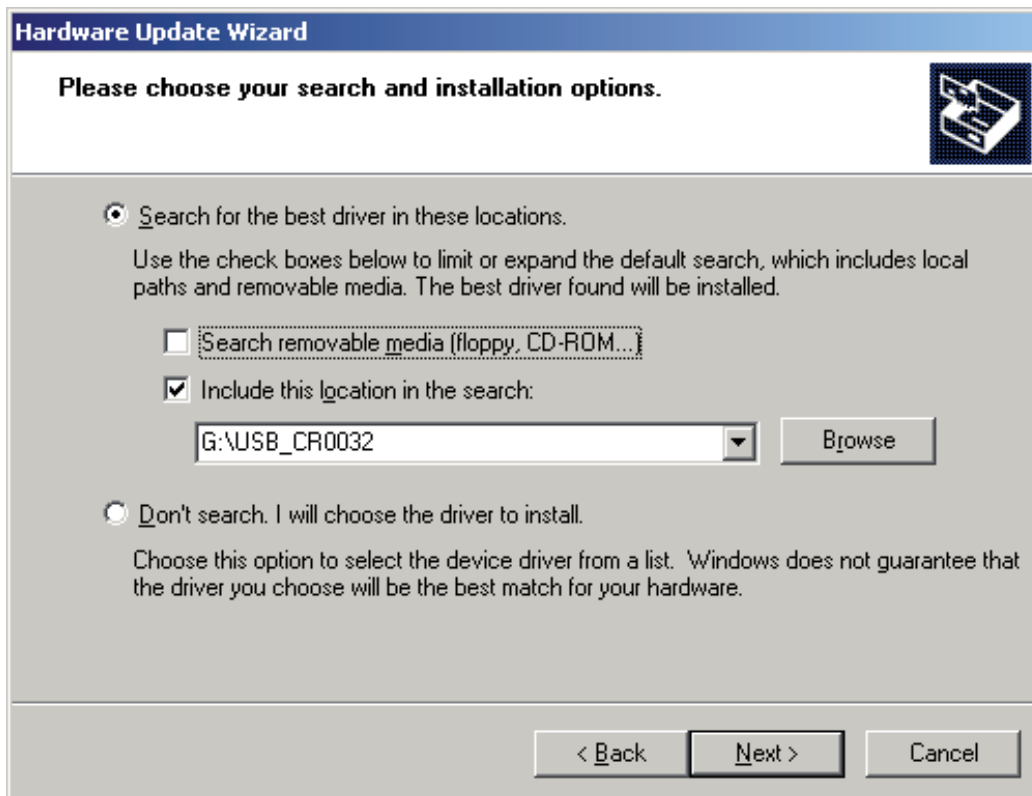 Hardware Update Wizard
Please choose your search and installation options.
Search for the best driver in these locations.
Use the check boxes below to limit or expand the default search, which includes local
paths and removable media. The best driver found will be installed.
Search removable media (floppy, CD-ROM...)
Include this location in the search:
G:\USB_CR0032
Browse
Don't search. I will choose the driver to install.
Choose this option to select the device driver from a list.  Windows does not guarantee that
the driver you choose will be the best match for your hardware.
< Back
Next >
Cancel